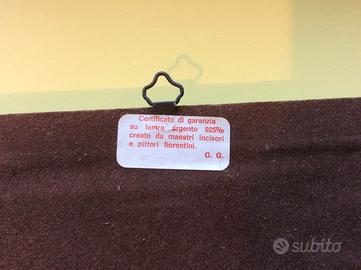 Certificato di garanzia
su lastra argento 925‰
creato da maestri incisori
e pittori fiorentini.
G. G.
subito